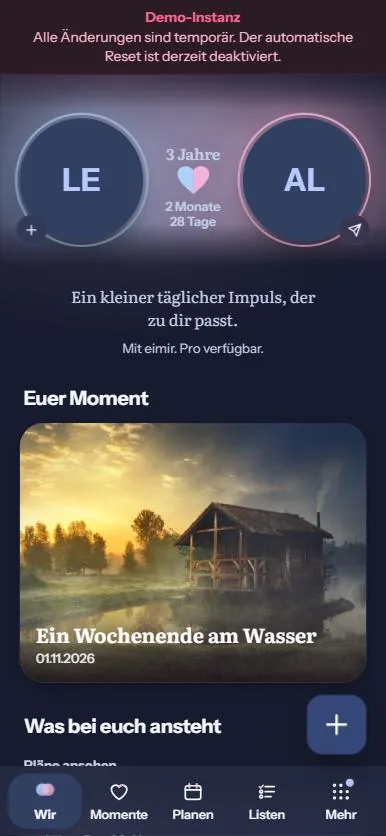 Demo-Instanz
Alle Änderungen sind temporär. Der automatische
Reset ist derzeit deaktiviert.
LE
3 Jahre
2 Monate
28 Tage
AL
Ein kleiner täglicher Impuls, der
zu dir passt.
Mit eimir. Pro verfügbar.
Euer Moment
Ein Wochenende am Wasser
01.11.2026
Was bei euch ansteht
Pläne ansehen
Wir
Momente
Planen
Listen
Mehr